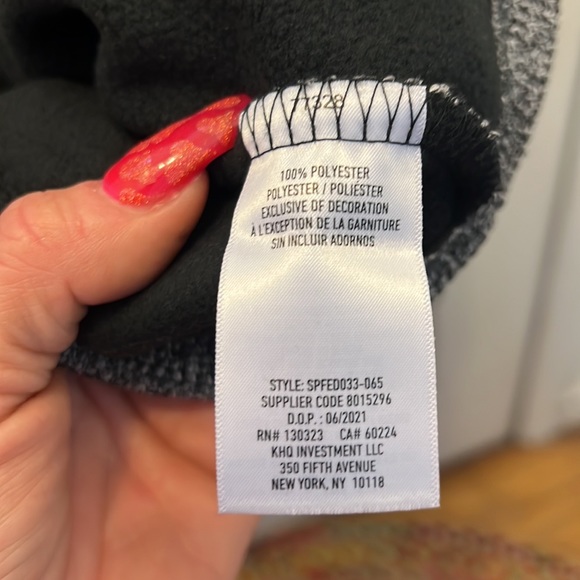 77328
100% POLYESTER
POLYESTER / POLIÉSTER
EXCLUSIVE OF DECORATION
À L'EXCEPTION DE LA GARNITURE
SIN INCLUIR ADORNOS
STYLE: SPFED033-065
SUPPLIER CODE 8015296
D.O.P. : 06/2021
RN# 130323 CA# 60224
KHQ INVESTMENT LLC
350 FIFTH AVENUE
NEW YORK, NY 10118